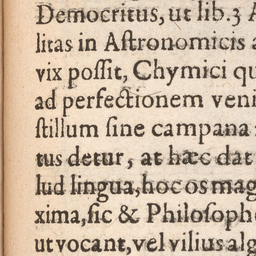 Democritus, ut lib.3
litas in Aſtronomicis
vix poſſit, Chymici qu
ad perfectionem veni
ſtillum ſine campana
tus detur, at hæc dat
lud lingua, hoc os mag
xima, ſic & Philoſoph
ut vocant, vel vilius alg